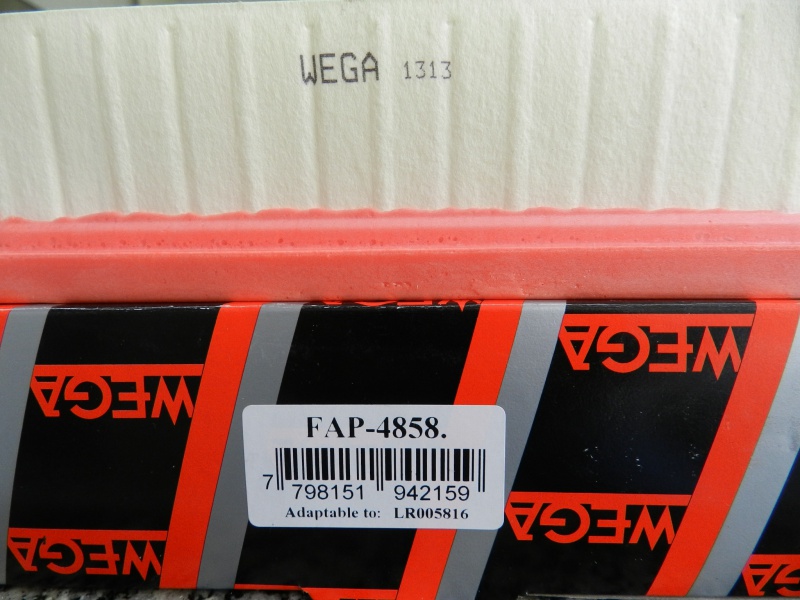 WEGA 1313
WEGA
WEGA
WEGA
FAP-4858.
7 798151 942159
Adaptable to: LR005816
WEGA
WEGA